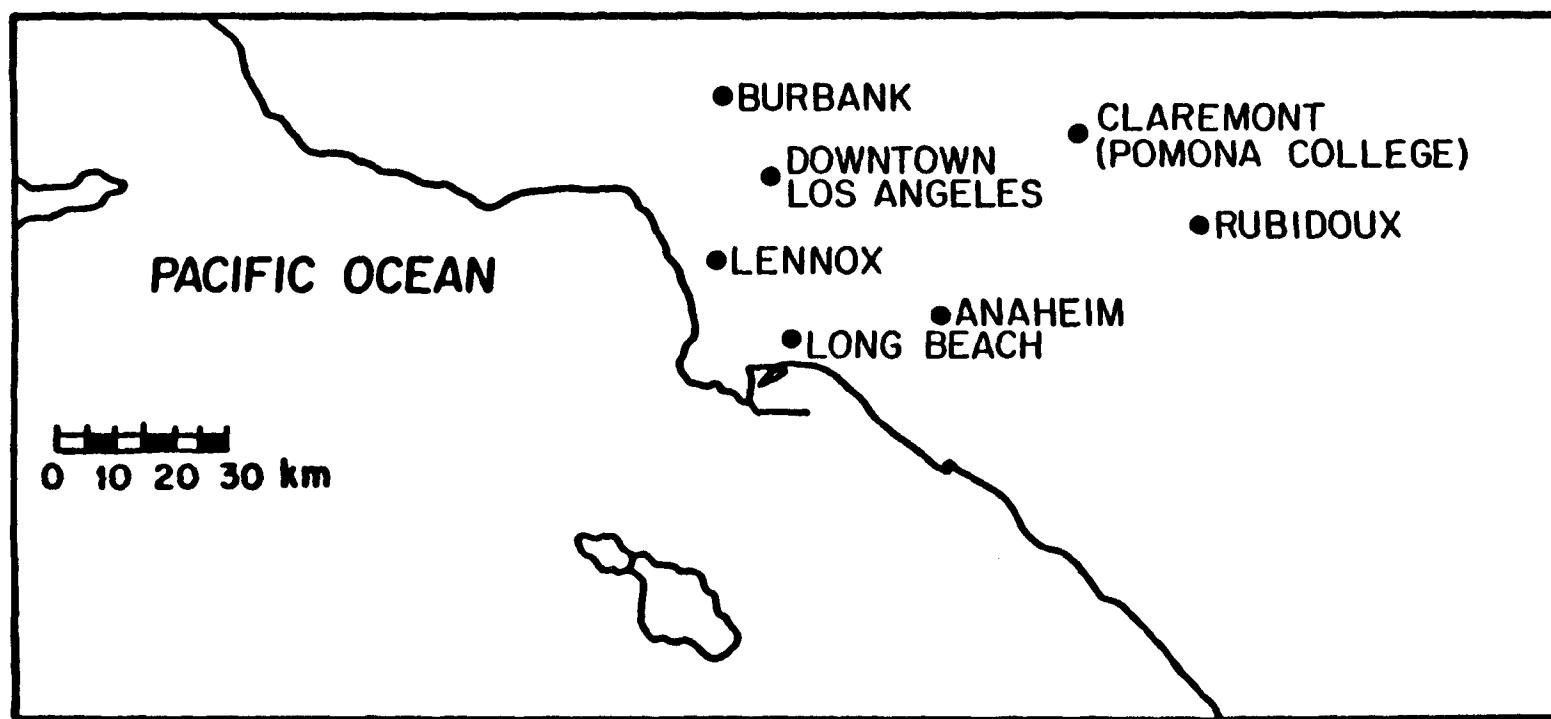 BURBANK
CLAREMONT
(POMONA COLLEGE)
DOWNTOWN
LOS ANGELES
RUBIDOUX
LENNOX
PACIFIC OCEAN
ANAHEIM
LONG BEACH
0 10 20 30 km